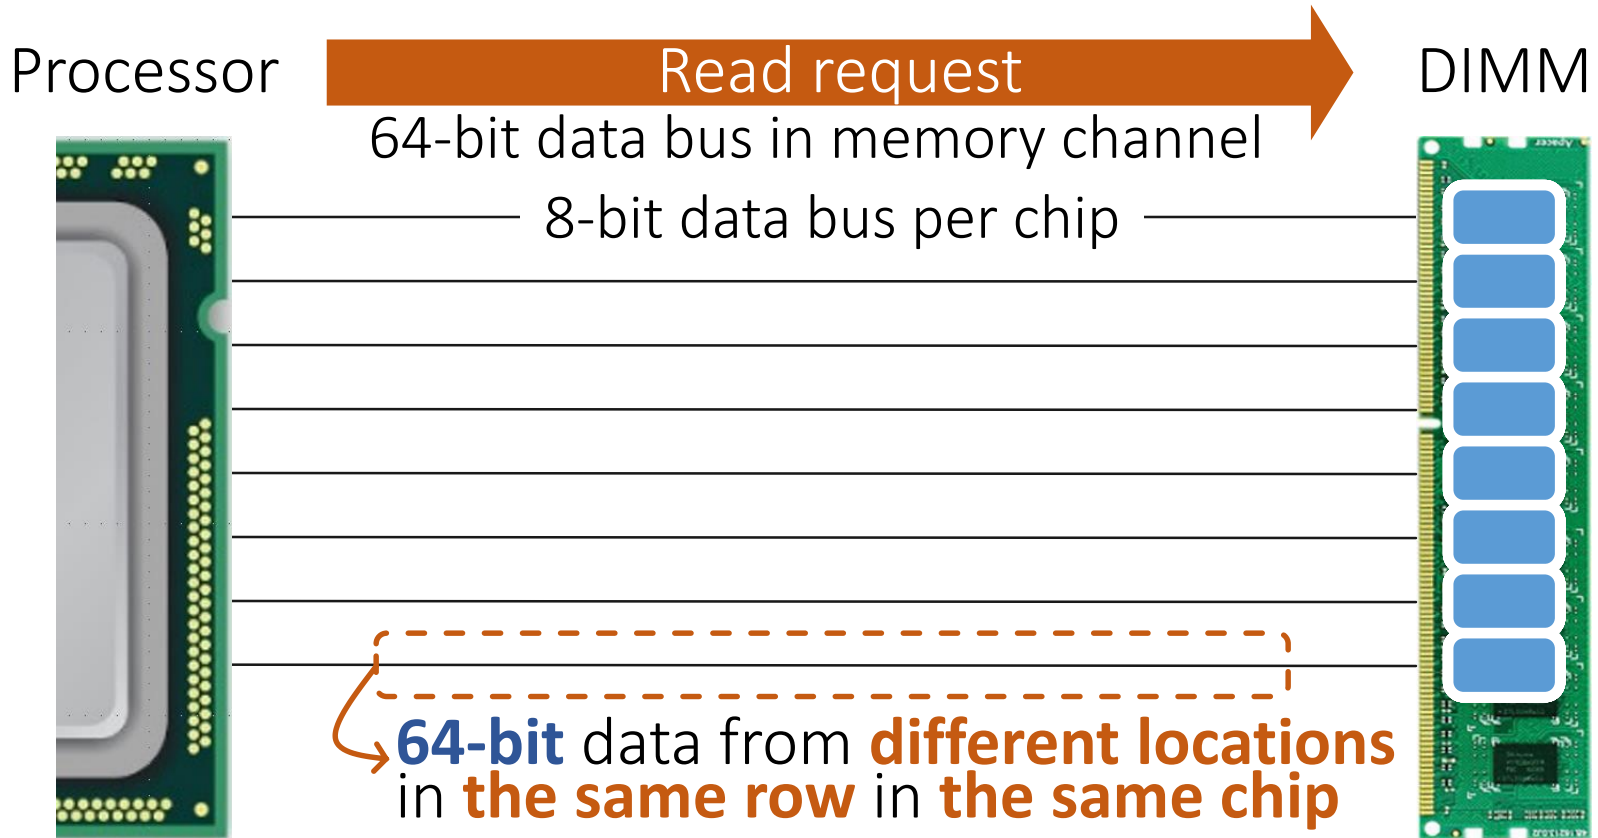 Processor
Read request
DIMM
64-bit data bus in memory channel
8-bit data bus per chip
64-bit data from different locations
in the same row in the same chip
Apacer